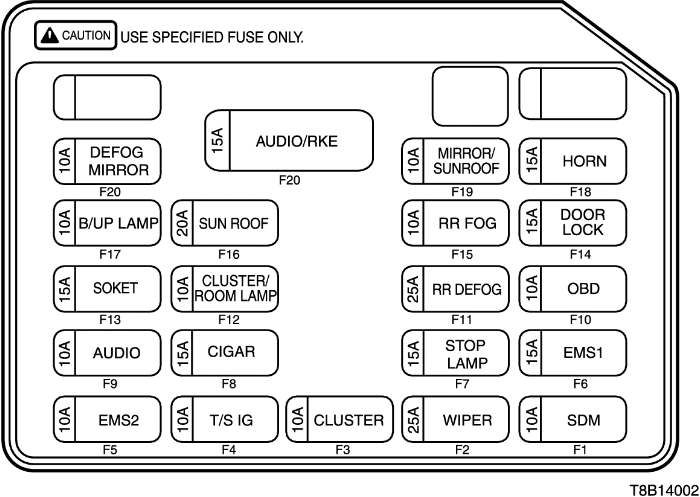 CAUTION USE SPECIFIED FUSE ONLY.
15A AUDIO/RKE
F20
10A DEFOG
MIRROR
F20
10A MIRROR/
SUNROOF
F19
15A HORN
F18
10A B/UP LAMP
F17
20A SUN ROOF
F16
10A RR FOG
F15
15A DOOR
LOCK
F14
15A SOKET
F13
10A CLUSTER/
ROOM LAMP
F12
25A RR DEFOG
F11
10A OBD
F10
10A AUDIO
F9
15A CIGAR
F8
15A STOP
LAMP
F7
15A EMS1
F6
10A EMS2
F5
10A T/S IG
F4
10A CLUSTER
F3
25A WIPER
F2
10A SDM
F1
T8B14002